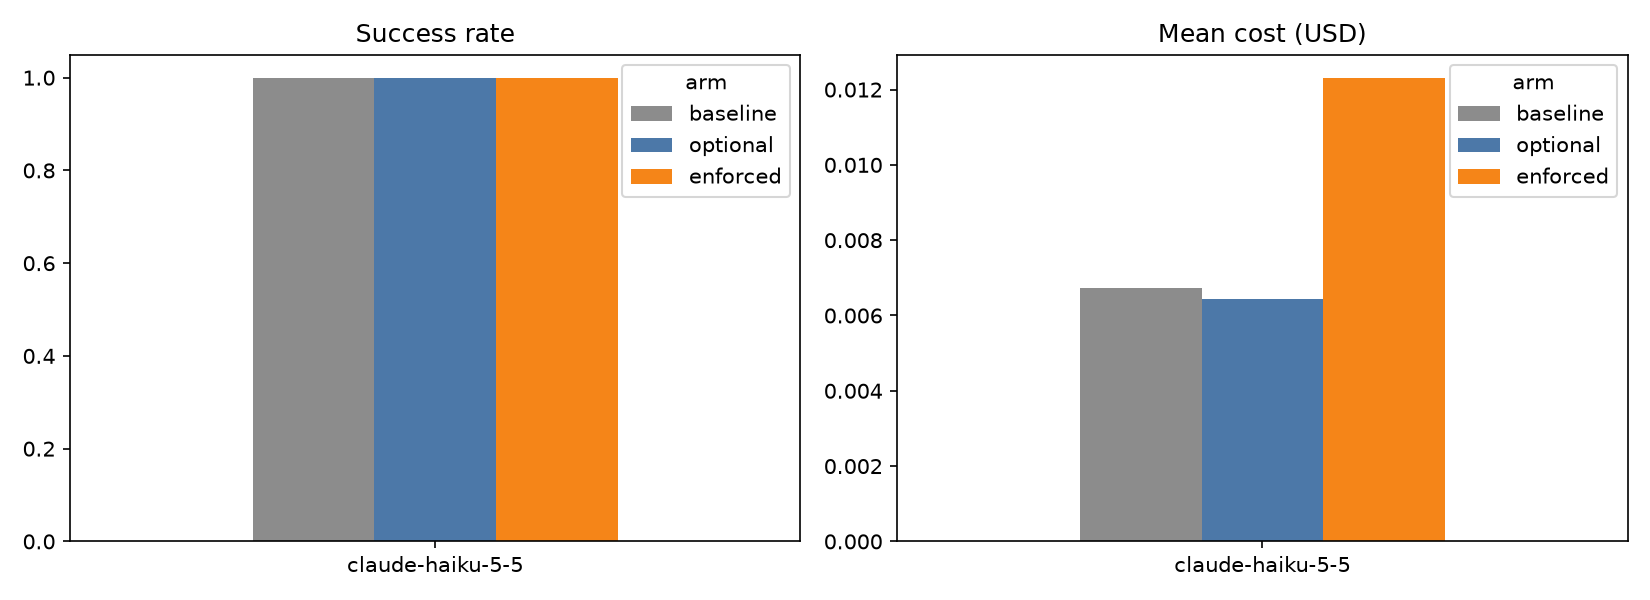 Success rate
1.0
0.8
0.6
0.4
0.2
0.0
arm
baseline
optional
enforced
claude-haiku-5-5
Mean cost (USD)
0.012
0.010
0.008
0.006
0.004
0.002
0.000
arm
baseline
optional
enforced
claude-haiku-5-5